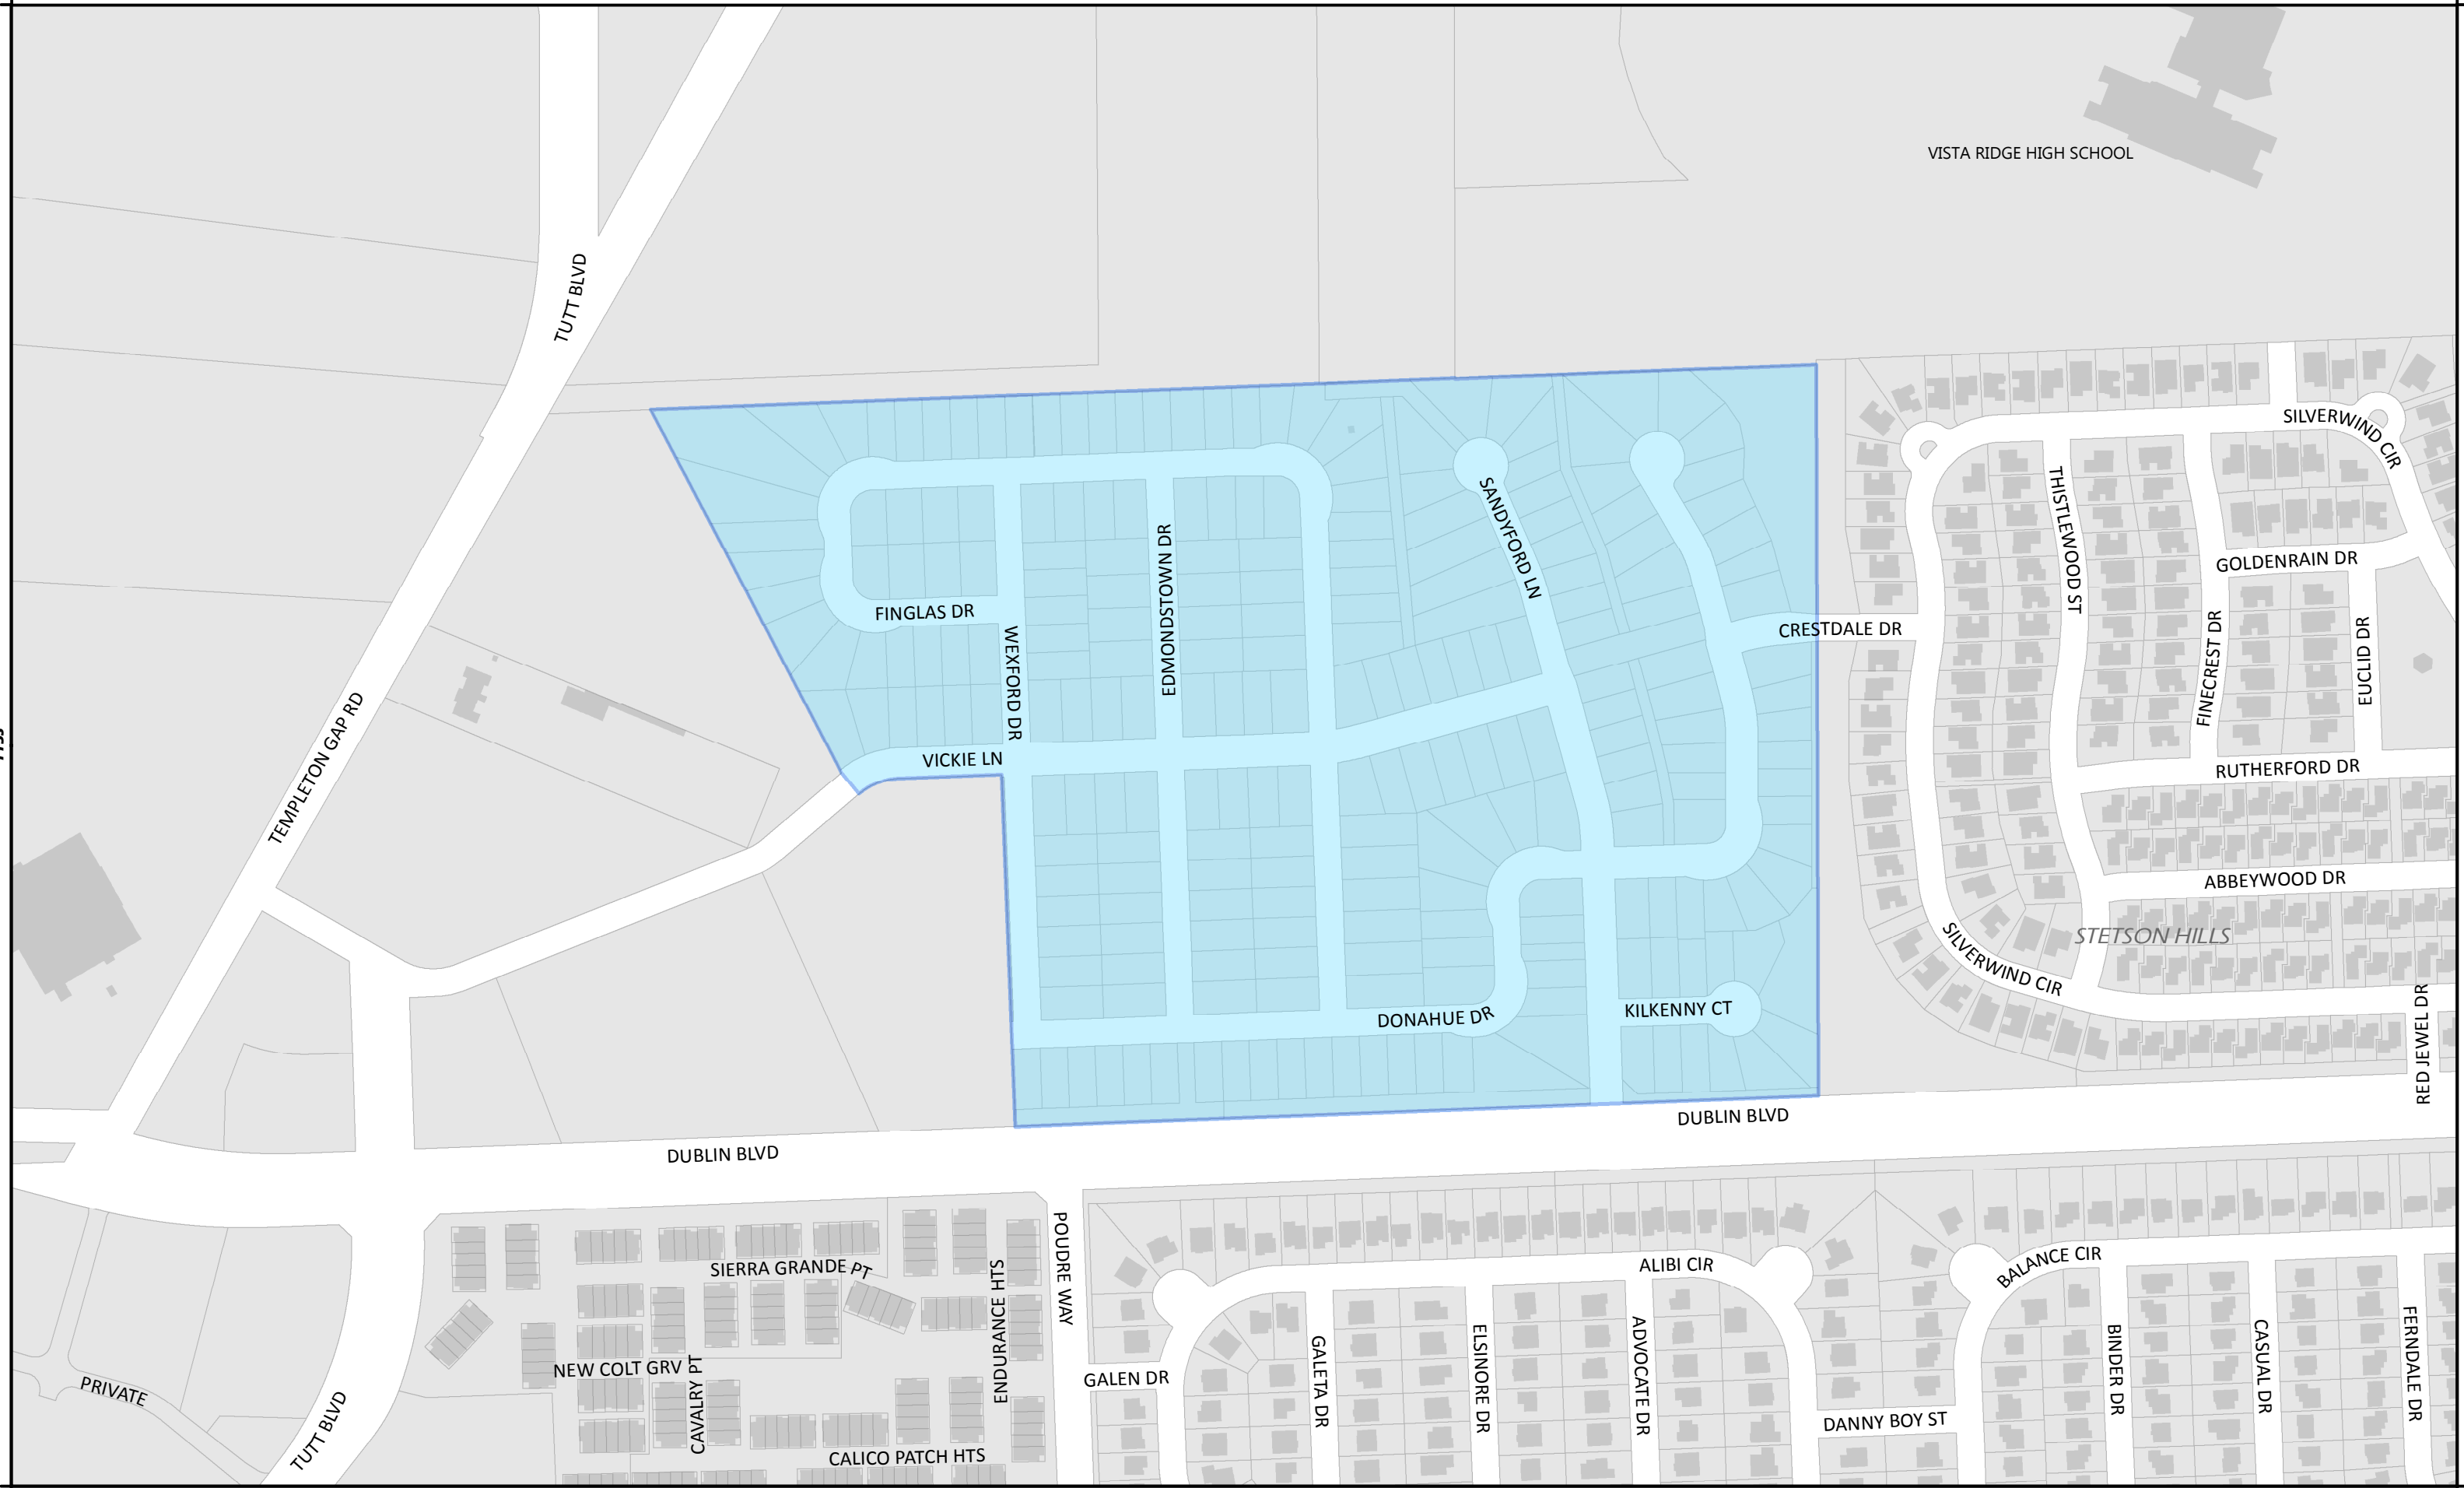 VISTA RIDGE HIGH SCHOOL
TUTT BLVD
SILVERWIND CIR
THISTLEWOOD ST
SANDYFORD LN
GOLDENRAIN DR
EDMONDSTOWN DR
FINGLAS DR
CRESTDALE DR
WEXFORD DR
FINECREST DR
EUCLID DR
VICKIE LN
TEMPLETON GAP RD
RUTHERFORD DR
ABBEYWOOD DR
STETSON HILLS
SILVERWIND CIR
DONAHUE DR
KILKENNY CT
RED JEWEL DR
DUBLIN BLVD
DUBLIN BLVD
POUDRE WAY
SIERRA GRANDE PT
ENDURANCE HTS
ALIBI CIR
BALANCE CIR
NEW COLT GRV
CAVALRY PT
GALEN DR
GALETA DR
ELSINORE DR
ADVOCATE DR
BINDER DR
CASUAL DR
FERNDALE DR
PRIVATE
TUTT BLVD
DANNY BOY ST
CALICO PATCH HTS